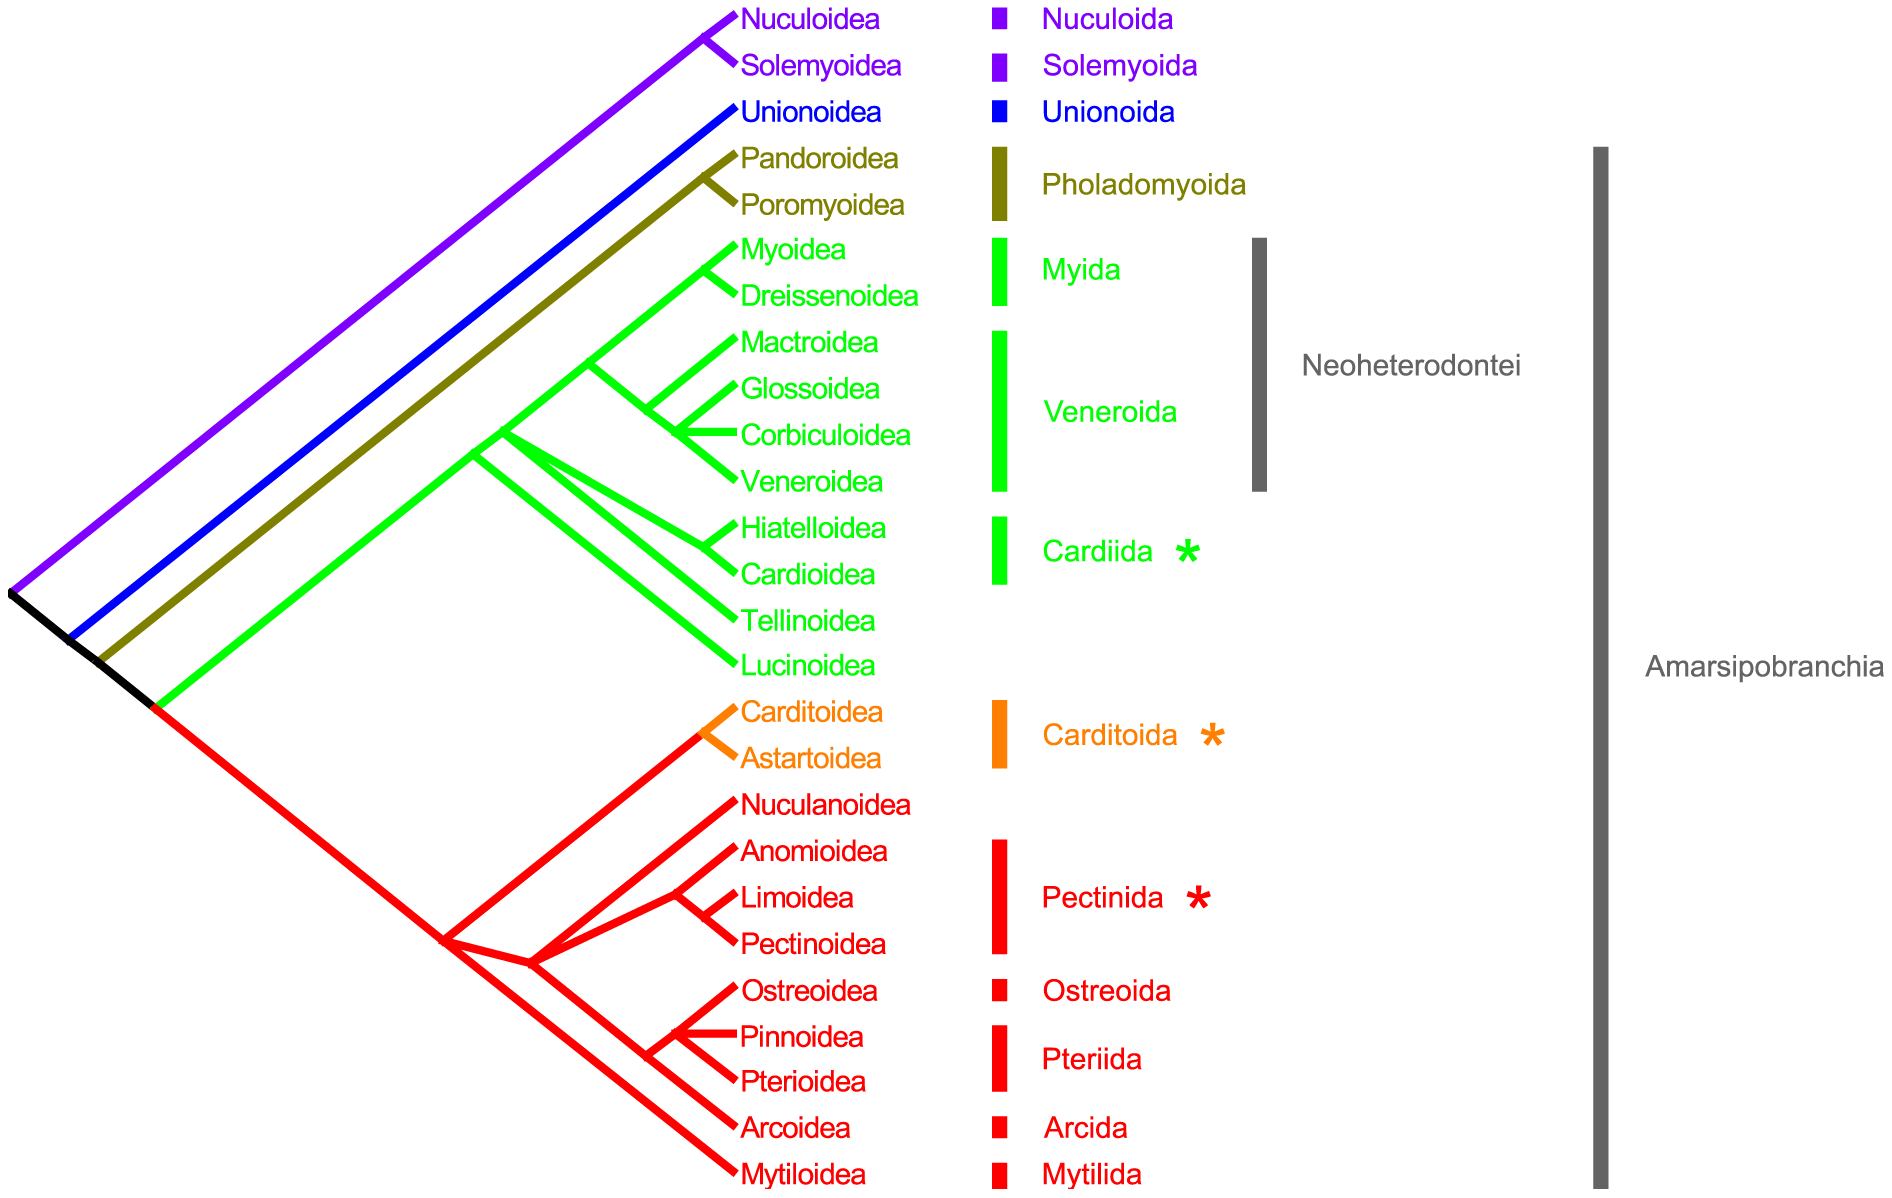 Nuculoidea Nuculoida
Solemyoidea Solemyoida
Unionoidea Unionoida
Pandoroidea
Pholadomyoida
Poromyoidea
Myoidea
Myida
Dreissenoidea
Mactroidea
Neoheterodontei
Glossoidea
Veneroida
Corbiculoidea
Veneroidea
Hiatelloidea
Cardiida *
Cardioidea
Tellinoidea
Lucinoidea
Amarsipobranchia
Carditoidea
Carditoida *
Astartoidea
Nuculanoidea
Anomioidea
Limoidea Pectinida *
Pectinoidea
Ostreoidea Ostreoida
Pinnoidea
Pteriida
Pterioidea
Arcoidea Arcida
Mytiloidea Mytilida